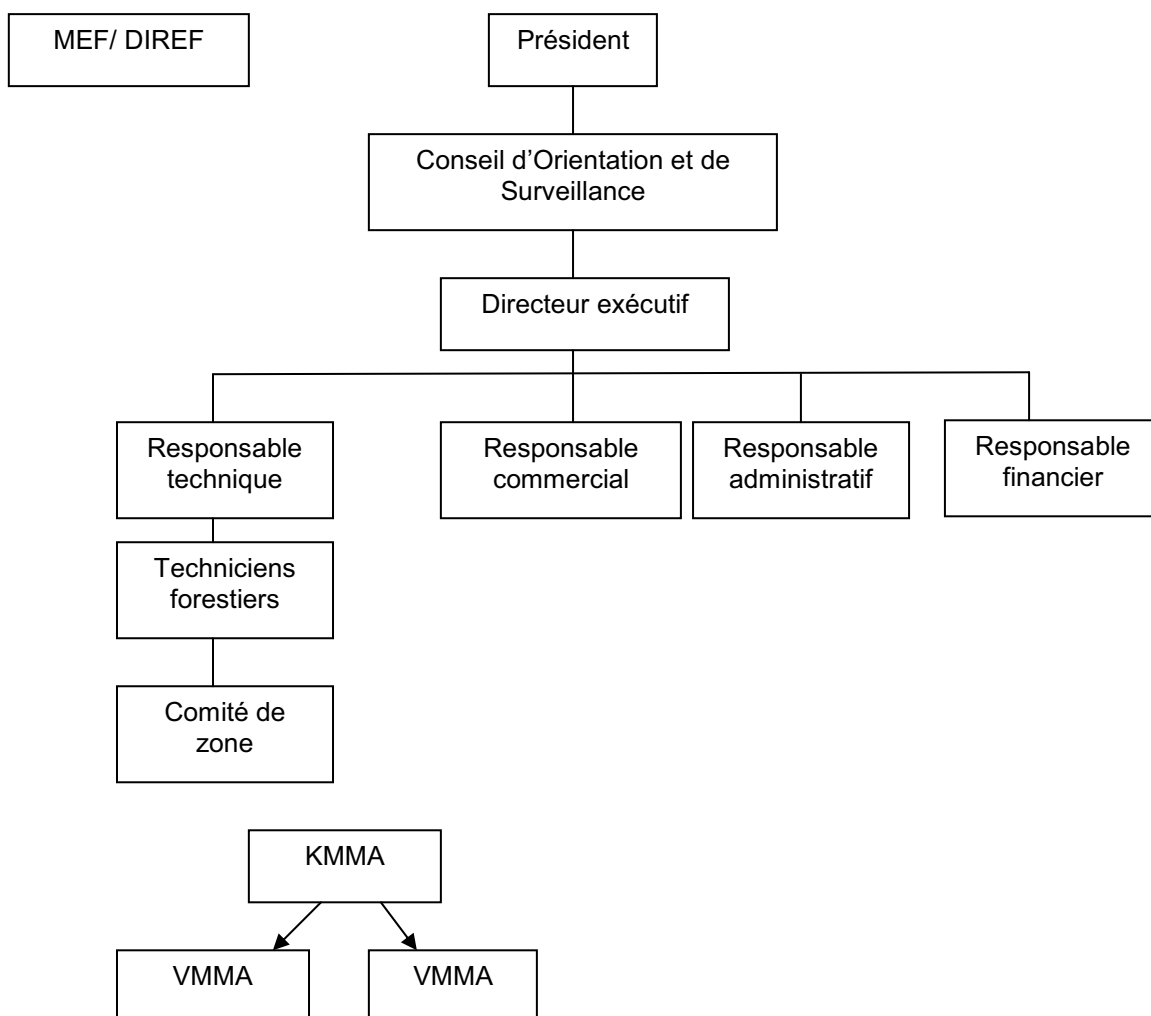 MEF/ DIREF
Président
Conseil d’Orientation et de
Surveillance
Directeur exécutif
Responsable
technique
Responsable
commercial
Responsable
administratif
Responsable
financier
Techniciens
forestiers
Comité de
zone
KMMA
VMMA
VMMA